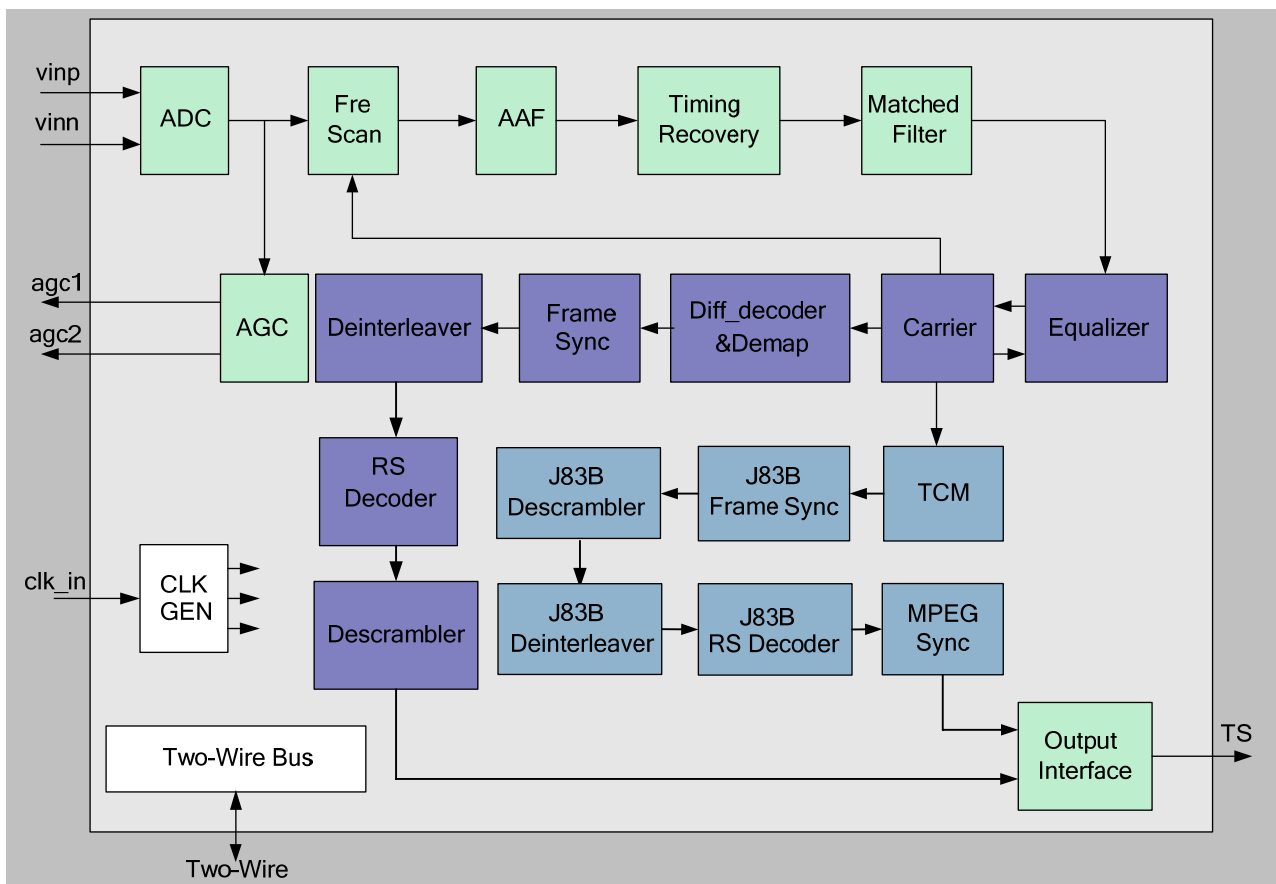 vinp
vinn
ADC
Fre
Scan
AAF
Timing
Recovery
Matched
Filter
agc1
agc2
AGC
Deinterleaver
Frame
Sync
Diff_decoder
&Demap
Carrier
Equalizer
RS
Decoder
J83B
Descrambler
J83B
Frame Sync
TCM
clk_in
CLK
GEN
Descrambler
J83B
Deinterleaver
J83B
RS Decoder
MPEG
Sync
Two-Wire Bus
Output
Interface
TS
Two-Wire